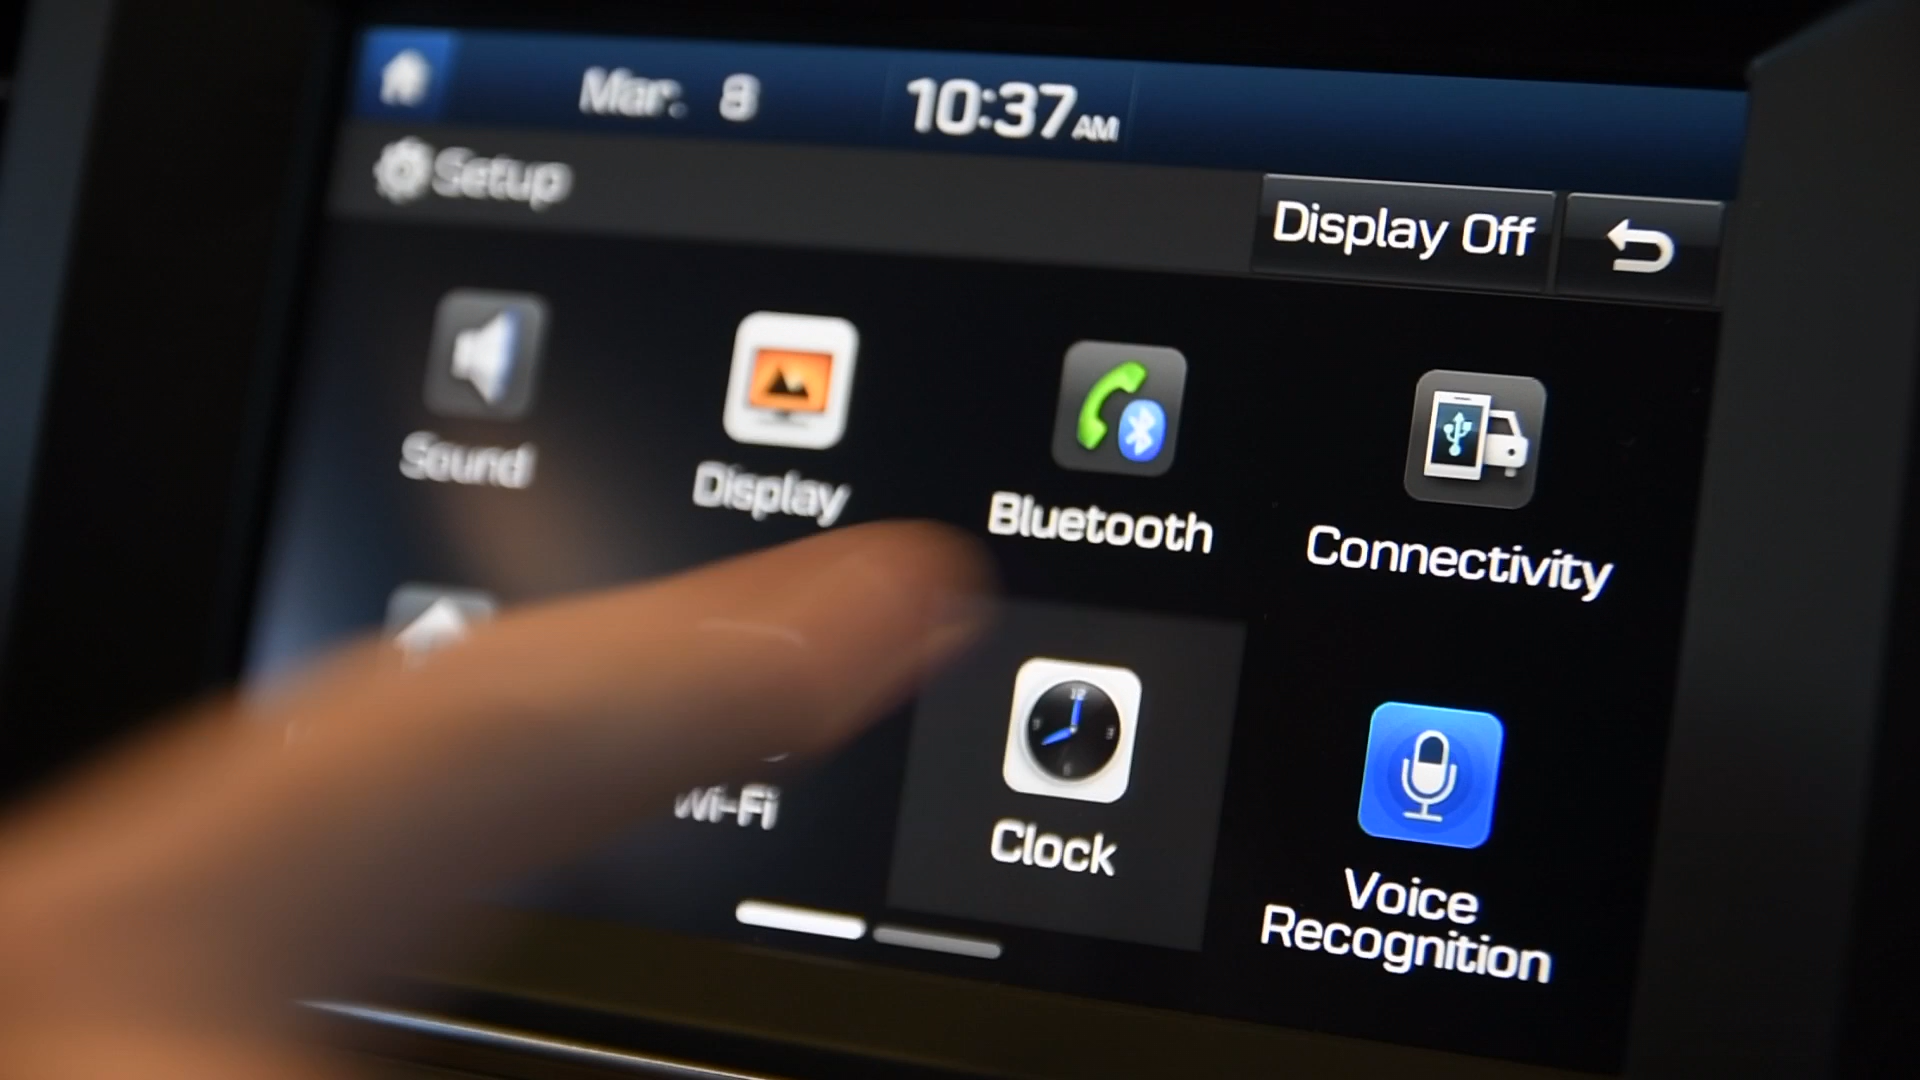 Mar. 8 10:37 AM
Setup
Display Off
Sound
Display
Bluetooth
Connectivity
Wi-Fi
Clock
Voice
Recognition